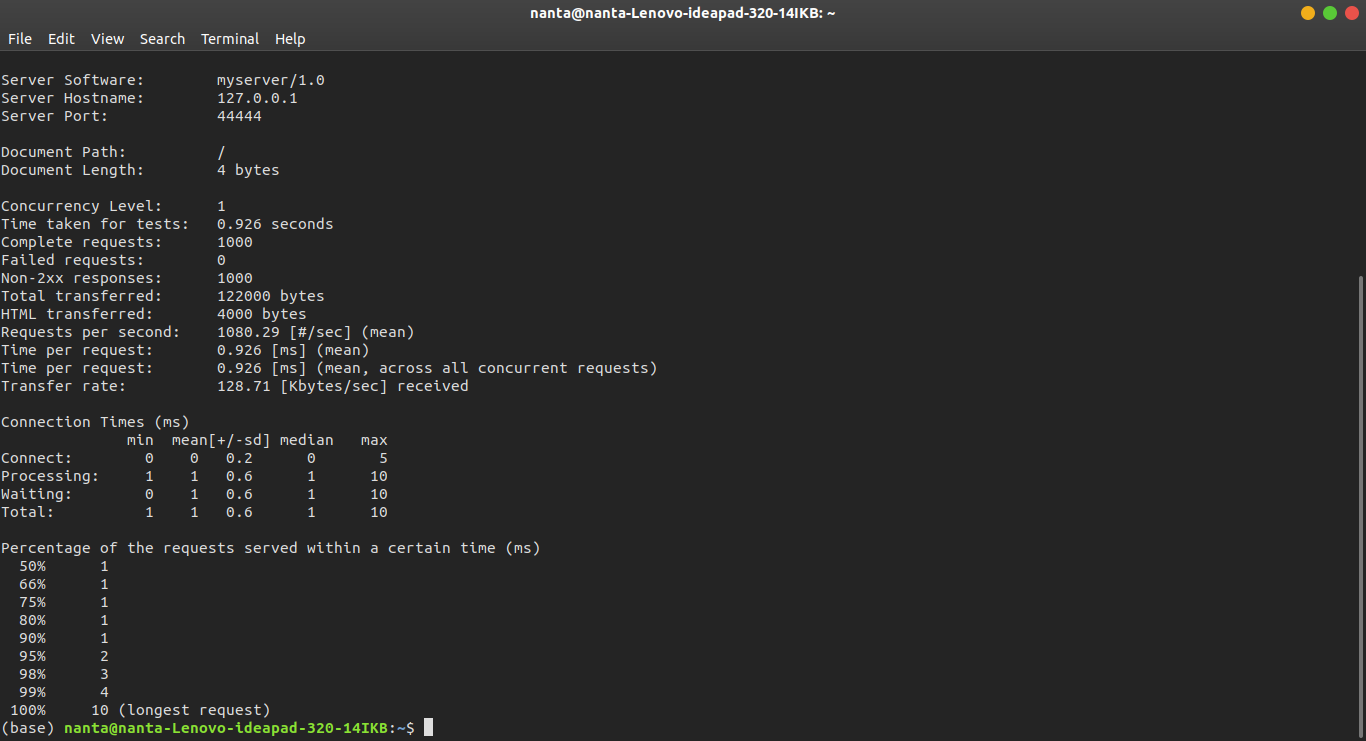 nanta@nanta-Lenovo-ideapad-320-14IKB: ~
File Edit View Search Terminal Help
Server Software:        myserver/1.0
Server Hostname:        127.0.0.1
Server Port:            44444
Document Path:          /
Document Length:        4 bytes
Concurrency Level:      1
Time taken for tests:   0.926 seconds
Complete requests:      1000
Failed requests:        0
Non-2xx responses:      1000
Total transferred:      122000 bytes
HTML transferred:       4000 bytes
Requests per second:    1080.29 [#/sec] (mean)
Time per request:       0.926 [ms] (mean)
Time per request:       0.926 [ms] (mean, across all concurrent requests)
Transfer rate:          128.71 [Kbytes/sec] received
Connection Times (ms)
              min  mean[+/-sd] median   max
Connect:        0    0   0.2      0       5
Processing:     1    1   0.6      1      10
Waiting:        0    1   0.6      1      10
Total:          1    1   0.6      1      10
Percentage of the requests served within a certain time (ms)
  50%      1
  66%      1
  75%      1
  80%      1
  90%      1
  95%      2
  98%      3
  99%      4
 100%     10 (longest request)
(base) nanta@nanta-Lenovo-ideapad-320-14IKB:~$